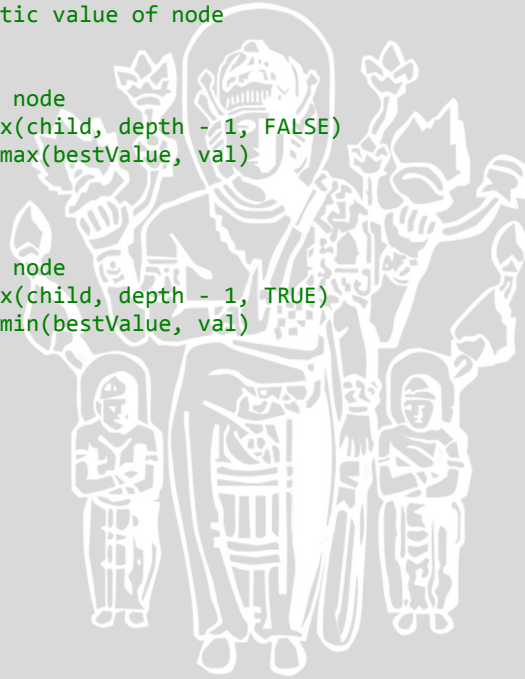 tic value of node
node
x(child, depth - 1, FALSE)
max(bestValue, val)
node
x(child, depth - 1, TRUE)
min(bestValue, val)